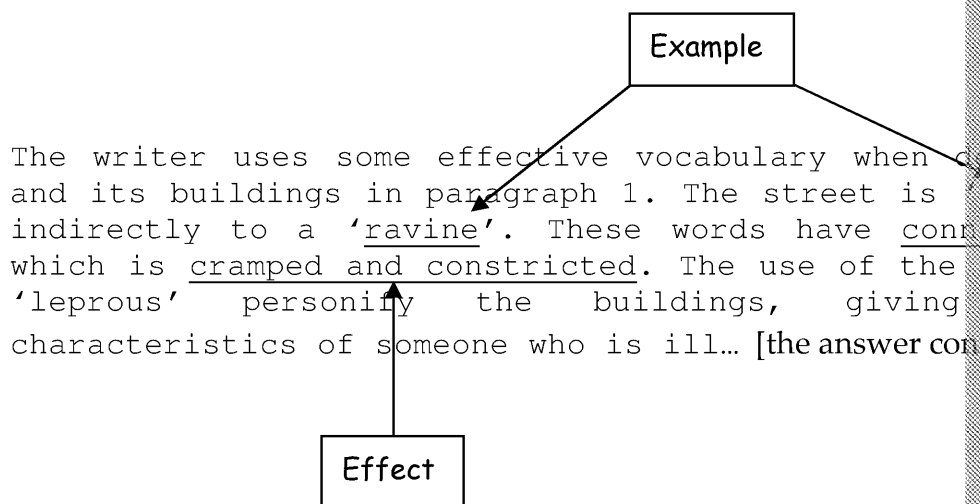 Example
The writer uses some effective vocabulary when
and its buildings in paragraph 1. The street is
indirectly to a ‘ravine’. These words have
which is cramped and constricted. The use of the
‘leprous’ personify the buildings, giving
characteristics of someone who is ill… [the answer
Effect